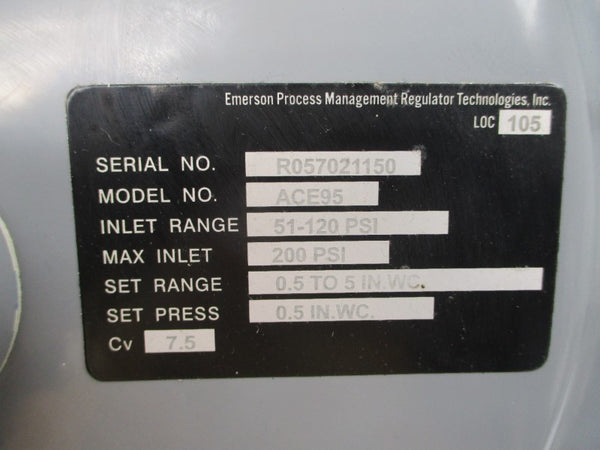 Emerson Process Management Regulator Technologies, Inc.
LOC 105
SERIAL NO. R057021150
MODEL NO. ACE95
INLET RANGE 51-120 PSI
MAX INLET 200 PSI
SET RANGE 0.5 TO 5 IN.WC.
SET PRESS 0.5 IN.WC.
Cv 7.5